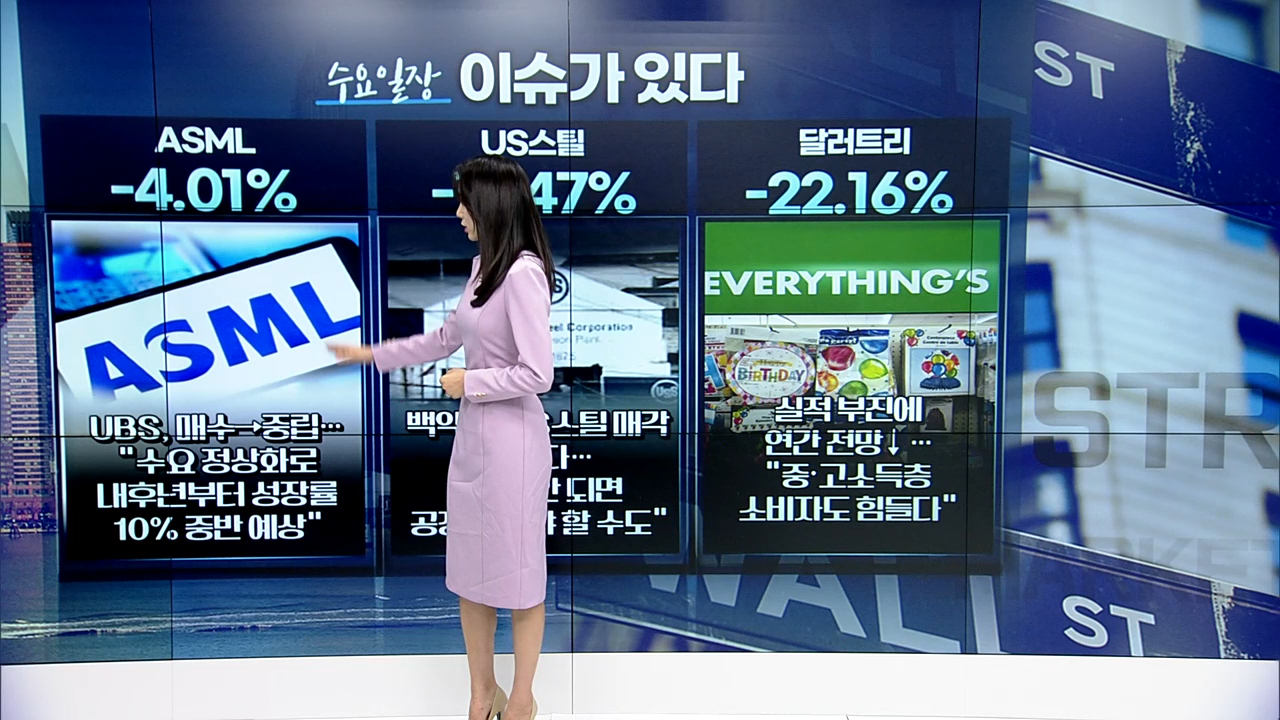 수요일장 이슈가 있다
ASML
-4.01%
ASML
UBS, 매수→중립…
"수요 정상화로
내후년부터 성장률
10% 중반 예상"
US스틸
47%
eel Corporation
스틸 매각
다…
되면
할 수도"
달러트리
-22.16%
EVERYTHING'S
BIRTHDAY
실적 부진에
연간 전망↓…
"중·고소득층
소비자도 힘들다"
ST
STR
WALL
ST